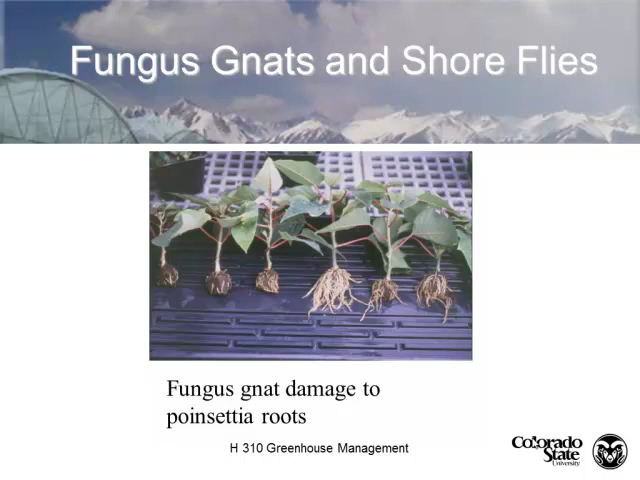 Fungus Gnats and Shore Flies
Fungus gnat damage to
poinsettia roots
H 310 Greenhouse Management
Colorado
State
University